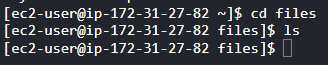 [ec2-user@ip-172-31-27-82 ~]$ cd files
[ec2-user@ip-172-31-27-82 files]$ ls
[ec2-user@ip-172-31-27-82 files]$